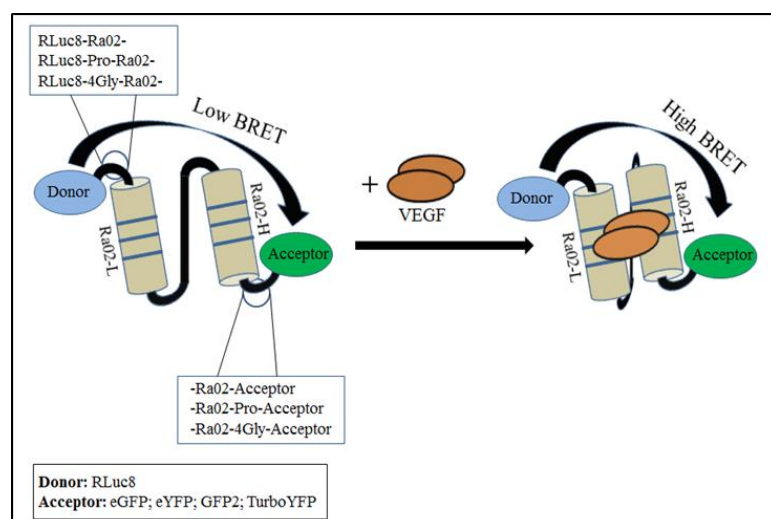 RLuc8-Ra02-
RLuc8-Pro-Ra02-
RLuc8-4Gly-Ra02-
Low BRET
Donor
Ra02-L
Ra02-H
Acceptor
-Ra02-Acceptor
-Ra02-Pro-Acceptor
-Ra02-4Gly-Acceptor
+
VEGF
High BRET
Donor
Ra02-L
Ra02-H
Acceptor
Donor: RLuc8
Acceptor: eGFP; eYFP; GFP2; TurboYFP